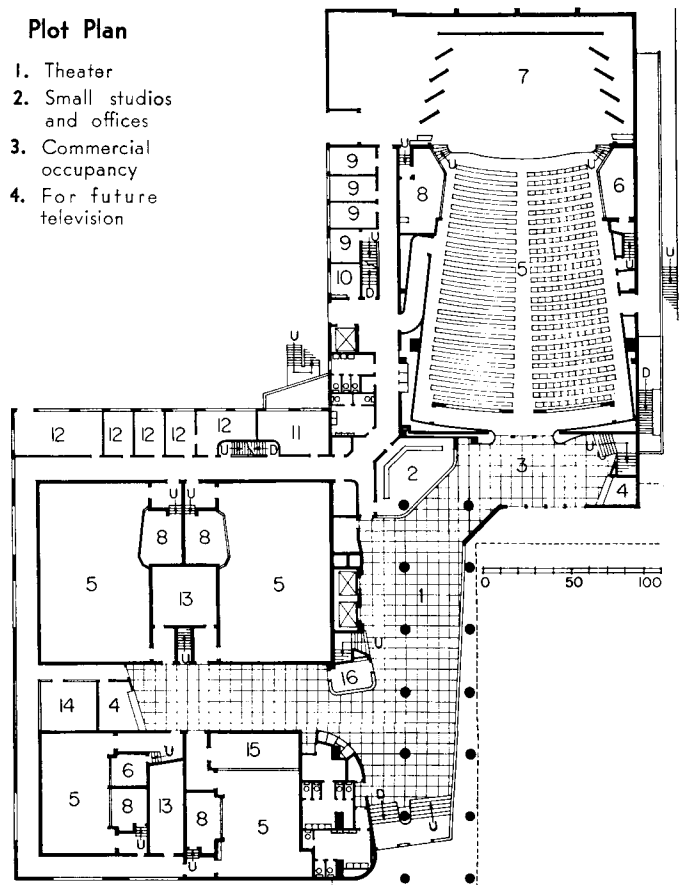 Plot Plan
1. Theater
2. Small studios
and offices
3. Commercial
occupancy
4. For future
television
7
U
U
U
9
9
9
8
6
9
U
U
U
10
D
5
U
D
12
12
12
12
12
11
U
D
U
U
3
2
4
U
U
8
8
5
13
5
1
0
50
100
U
U
16
14
4
U
15
6
5
8
13
8
5
D
U
U
U